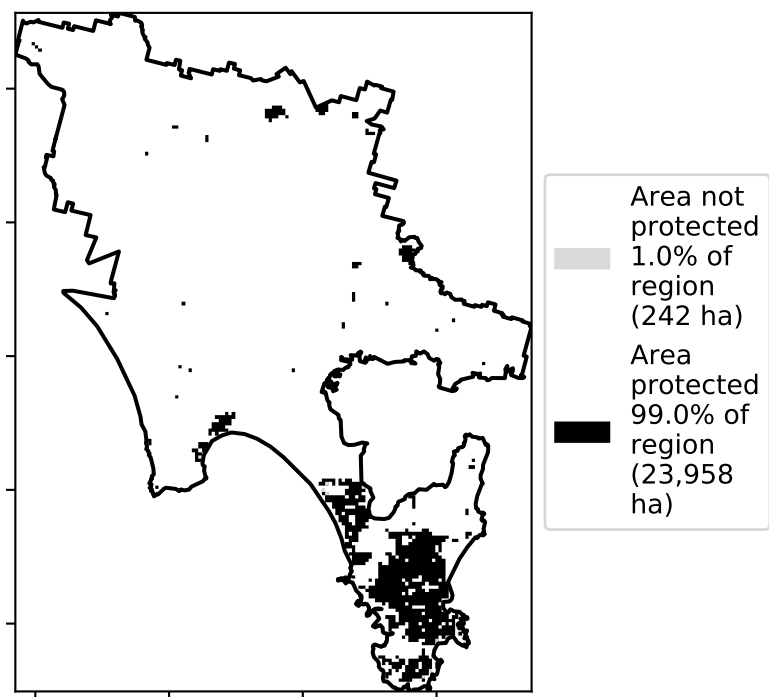 Area not
protected
1.0% of
region
(242 ha)
Area
protected
99.0% of
region
(23,958
ha)